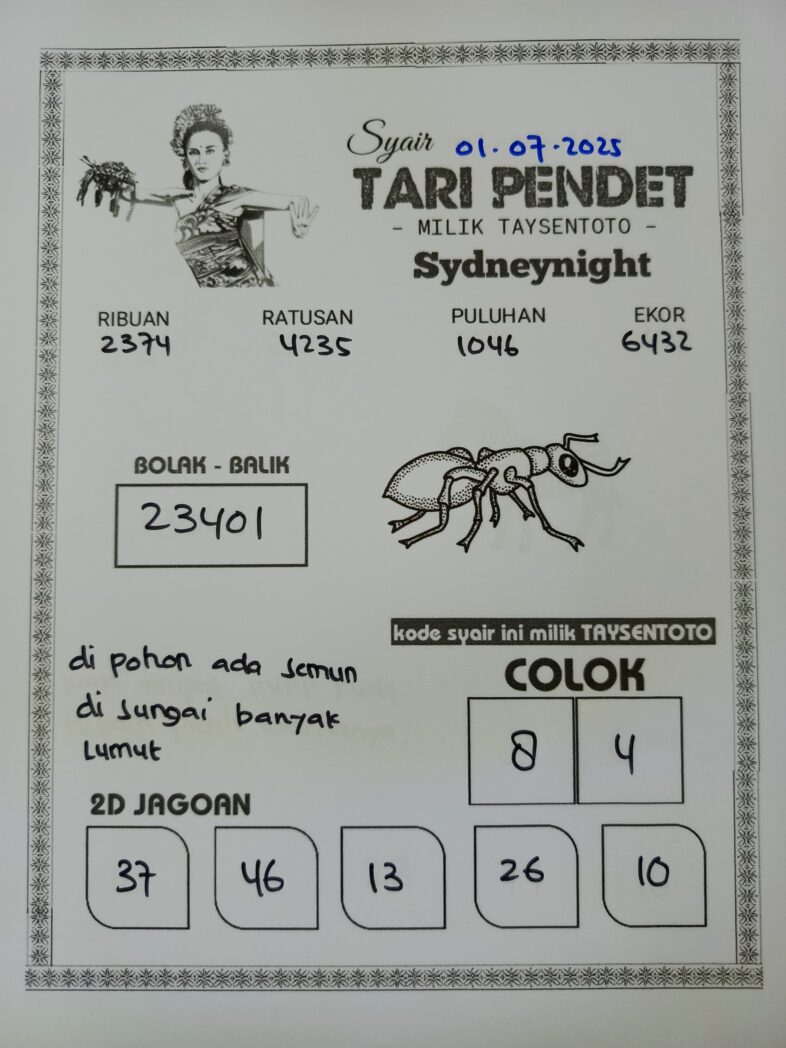 Syair 01.07.2025
TARI PENDET
- MILIK TAYSENTOTO -
Sydneynight
RIBUAN RATUSAN PULUHAN EKOR
2374 4235 1046 6432
BOLAK - BALIK
23401
kode syair ini milik TAYSENTOTO
di pohon ada semun
di sungai banyak
lumut
COLOK
8 4
2D JAGOAN
37 46 13 26 10